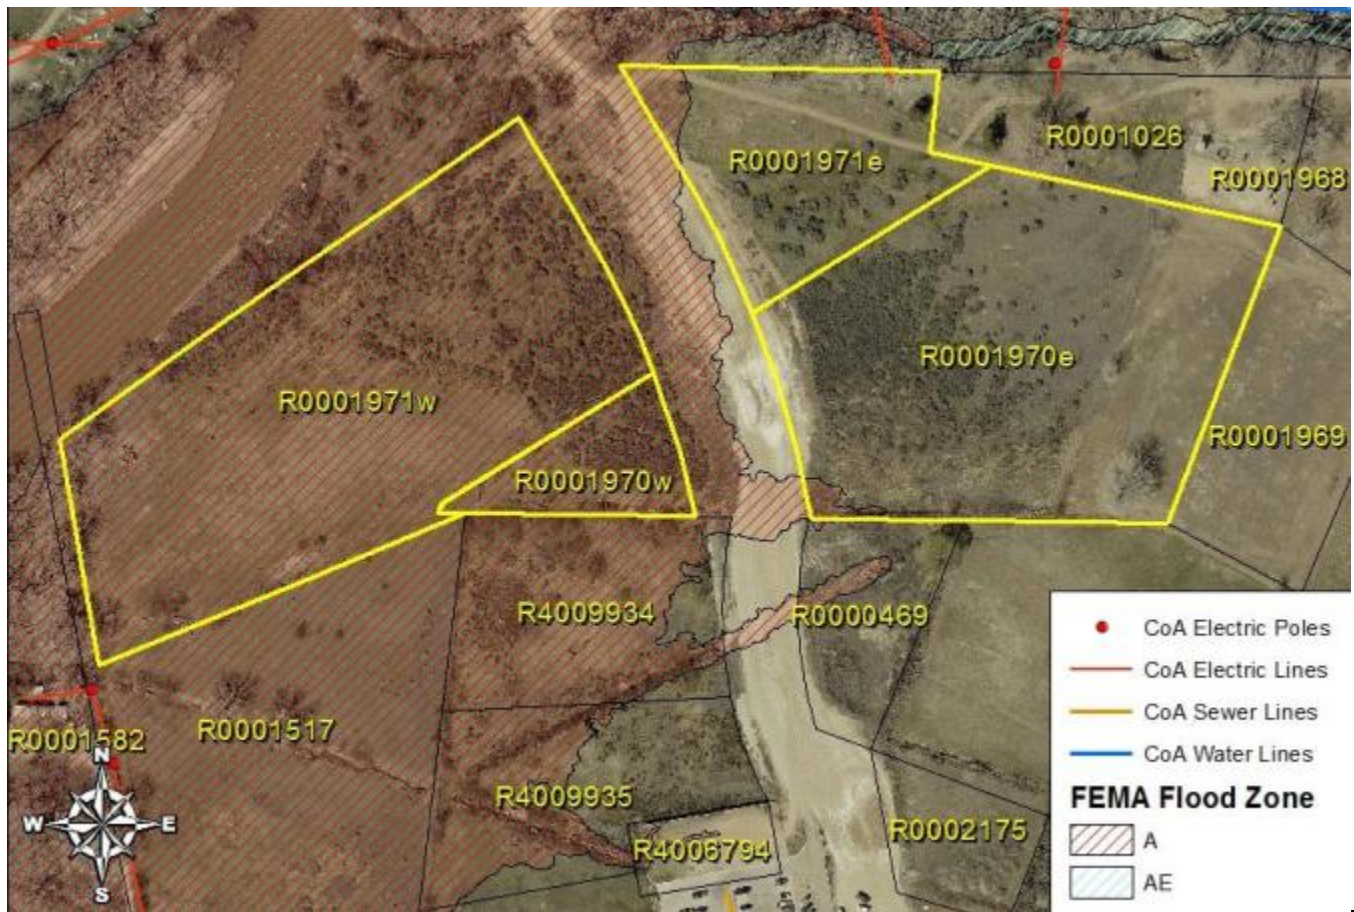 R0001971e
R0001026
R0001968
R0001970e
R0001971w
R0001969
R0001970w
R4009934
R0000469
R0001517
R0001582
R4009935
R0002175
R4006794
N
W
E
S
CoA Electric Poles
CoA Electric Lines
CoA Sewer Lines
CoA Water Lines
FEMA Flood Zone
A
AE